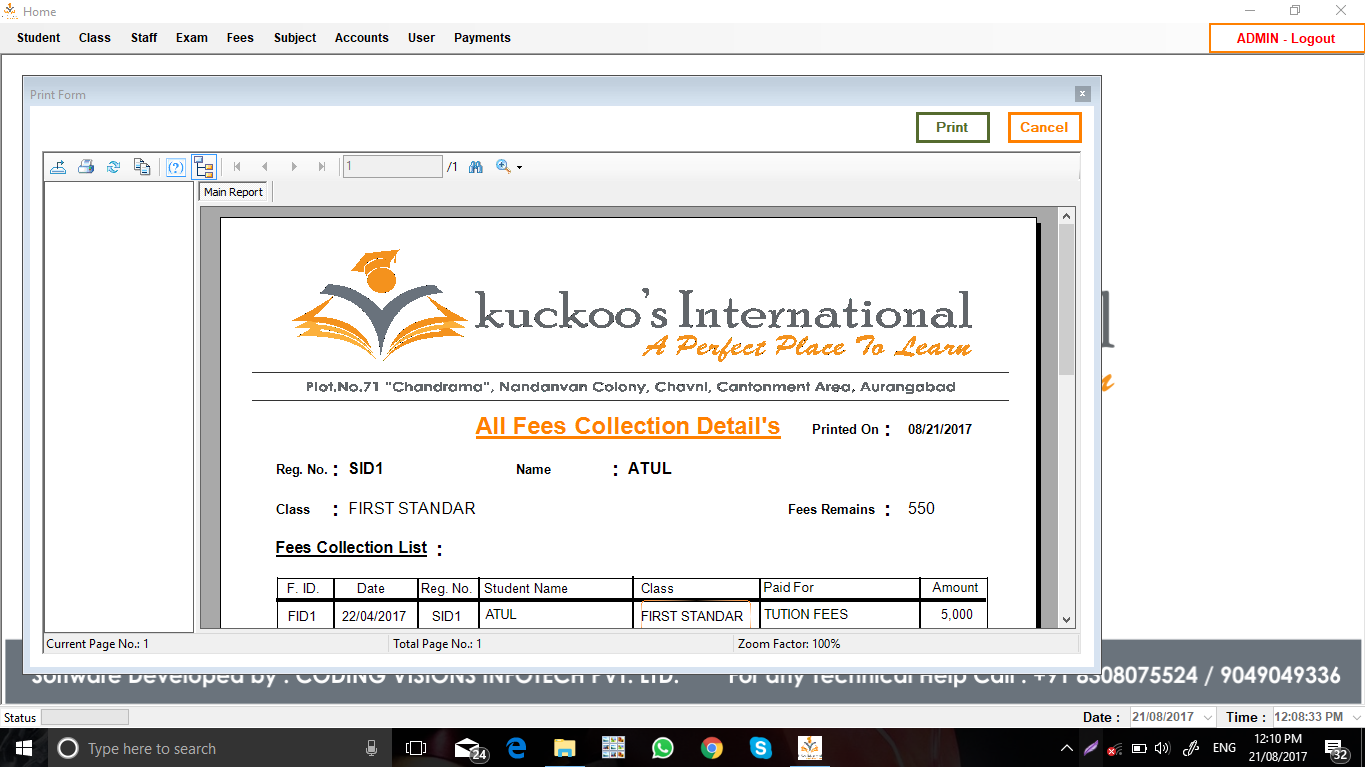 Home
Student Class Staff Exam Fees Subject Accounts User Payments ADMIN - Logout
Print Form
Print Cancel
1 /1
Main Report
kuckoo's International
A Perfect Place To Learn
Plot.No.71 "Chandrama", Nandanvan Colony, Chavni, Cantonment Area, Aurangabad
All Fees Collection Detail's Printed On : 08/21/2017
Reg. No. : SID1 Name : ATUL
Class : FIRST STANDAR Fees Remains : 550
Fees Collection List :
F. ID. Date Reg. No. Student Name Class Paid For Amount
FID1 22/04/2017 SID1 ATUL FIRST STANDAR TUTION FEES 5,000
Current Page No.: 1 Total Page No.: 1 Zoom Factor: 100%
Software Developed by : CODING VISIONS INFOTECH PVT. LTD. For any Technical Help Call : +91 8308075524 / 9049049336
Status Date : 21/08/2017 Time : 12:08:33 PM
Type here to search 24 ENG 12:10 PM
21/08/2017 32